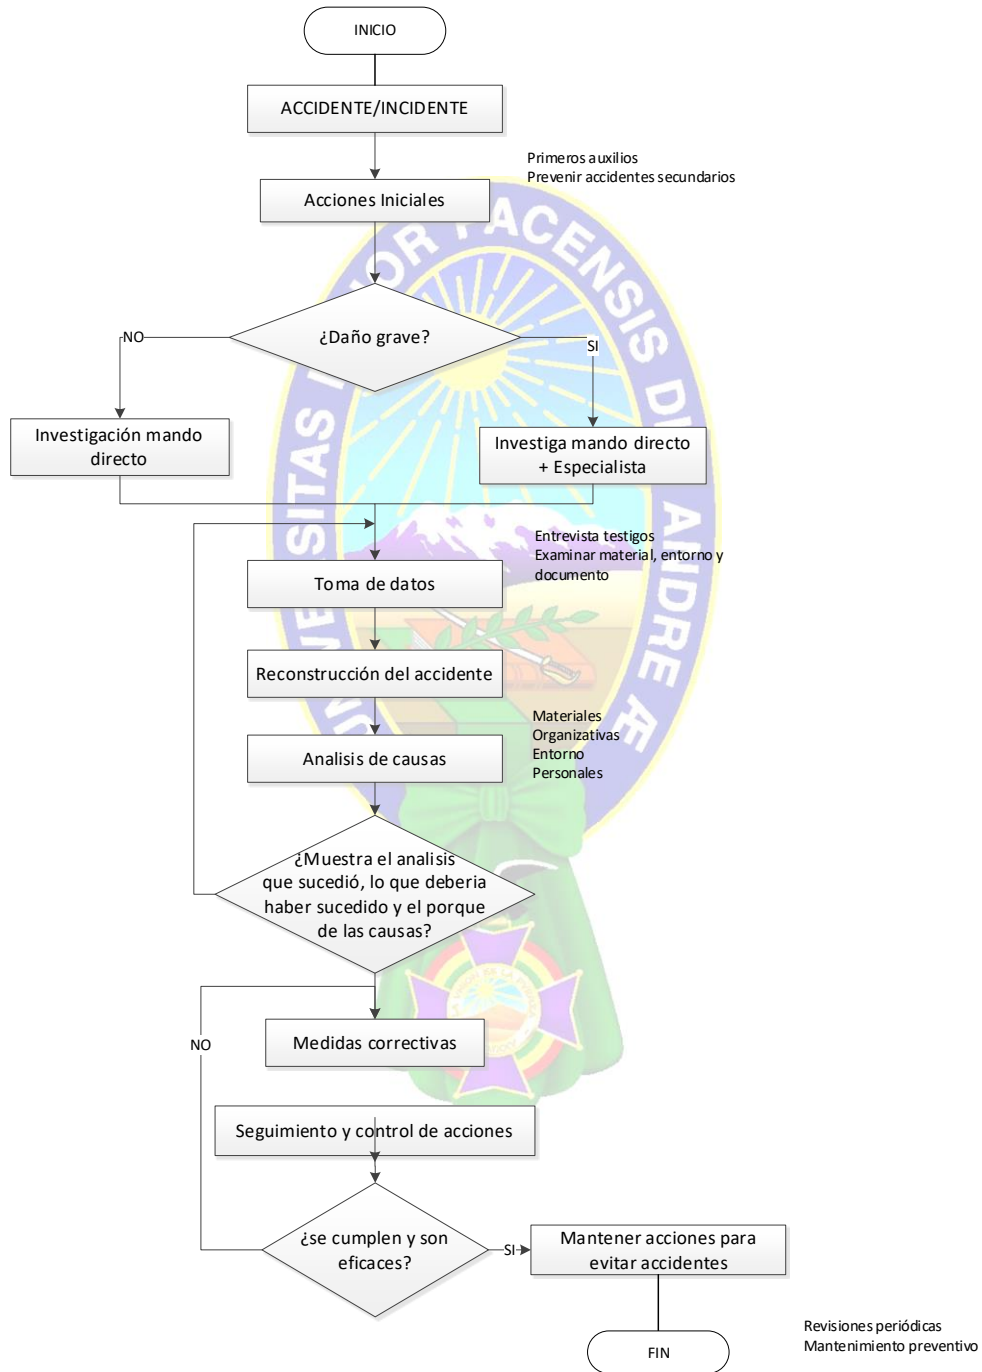 INICIO
ACCIDENTE/INCIDENTE
Primeros auxilios
Prevenir accidentes secundarios
Acciones Iniciales
¿Daño grave?
NO
SI
Investigación mando
directo
Investiga mando directo
+ Especialista
Entrevista testigos
Examinar material, entorno y
documento
Toma de datos
Reconstrucción del accidente
Materiales
Organizativas
Entorno
Personales
Analisis de causas
¿Muestra el analisis
que sucedió, lo que deberia
haber sucedido y el porque
de las causas?
NO
Medidas correctivas
Seguimiento y control de acciones
¿se cumplen y son
eficaces?
SI
Mantener acciones para
evitar accidentes
Revisiones periódicas
Mantenimiento preventivo
FIN